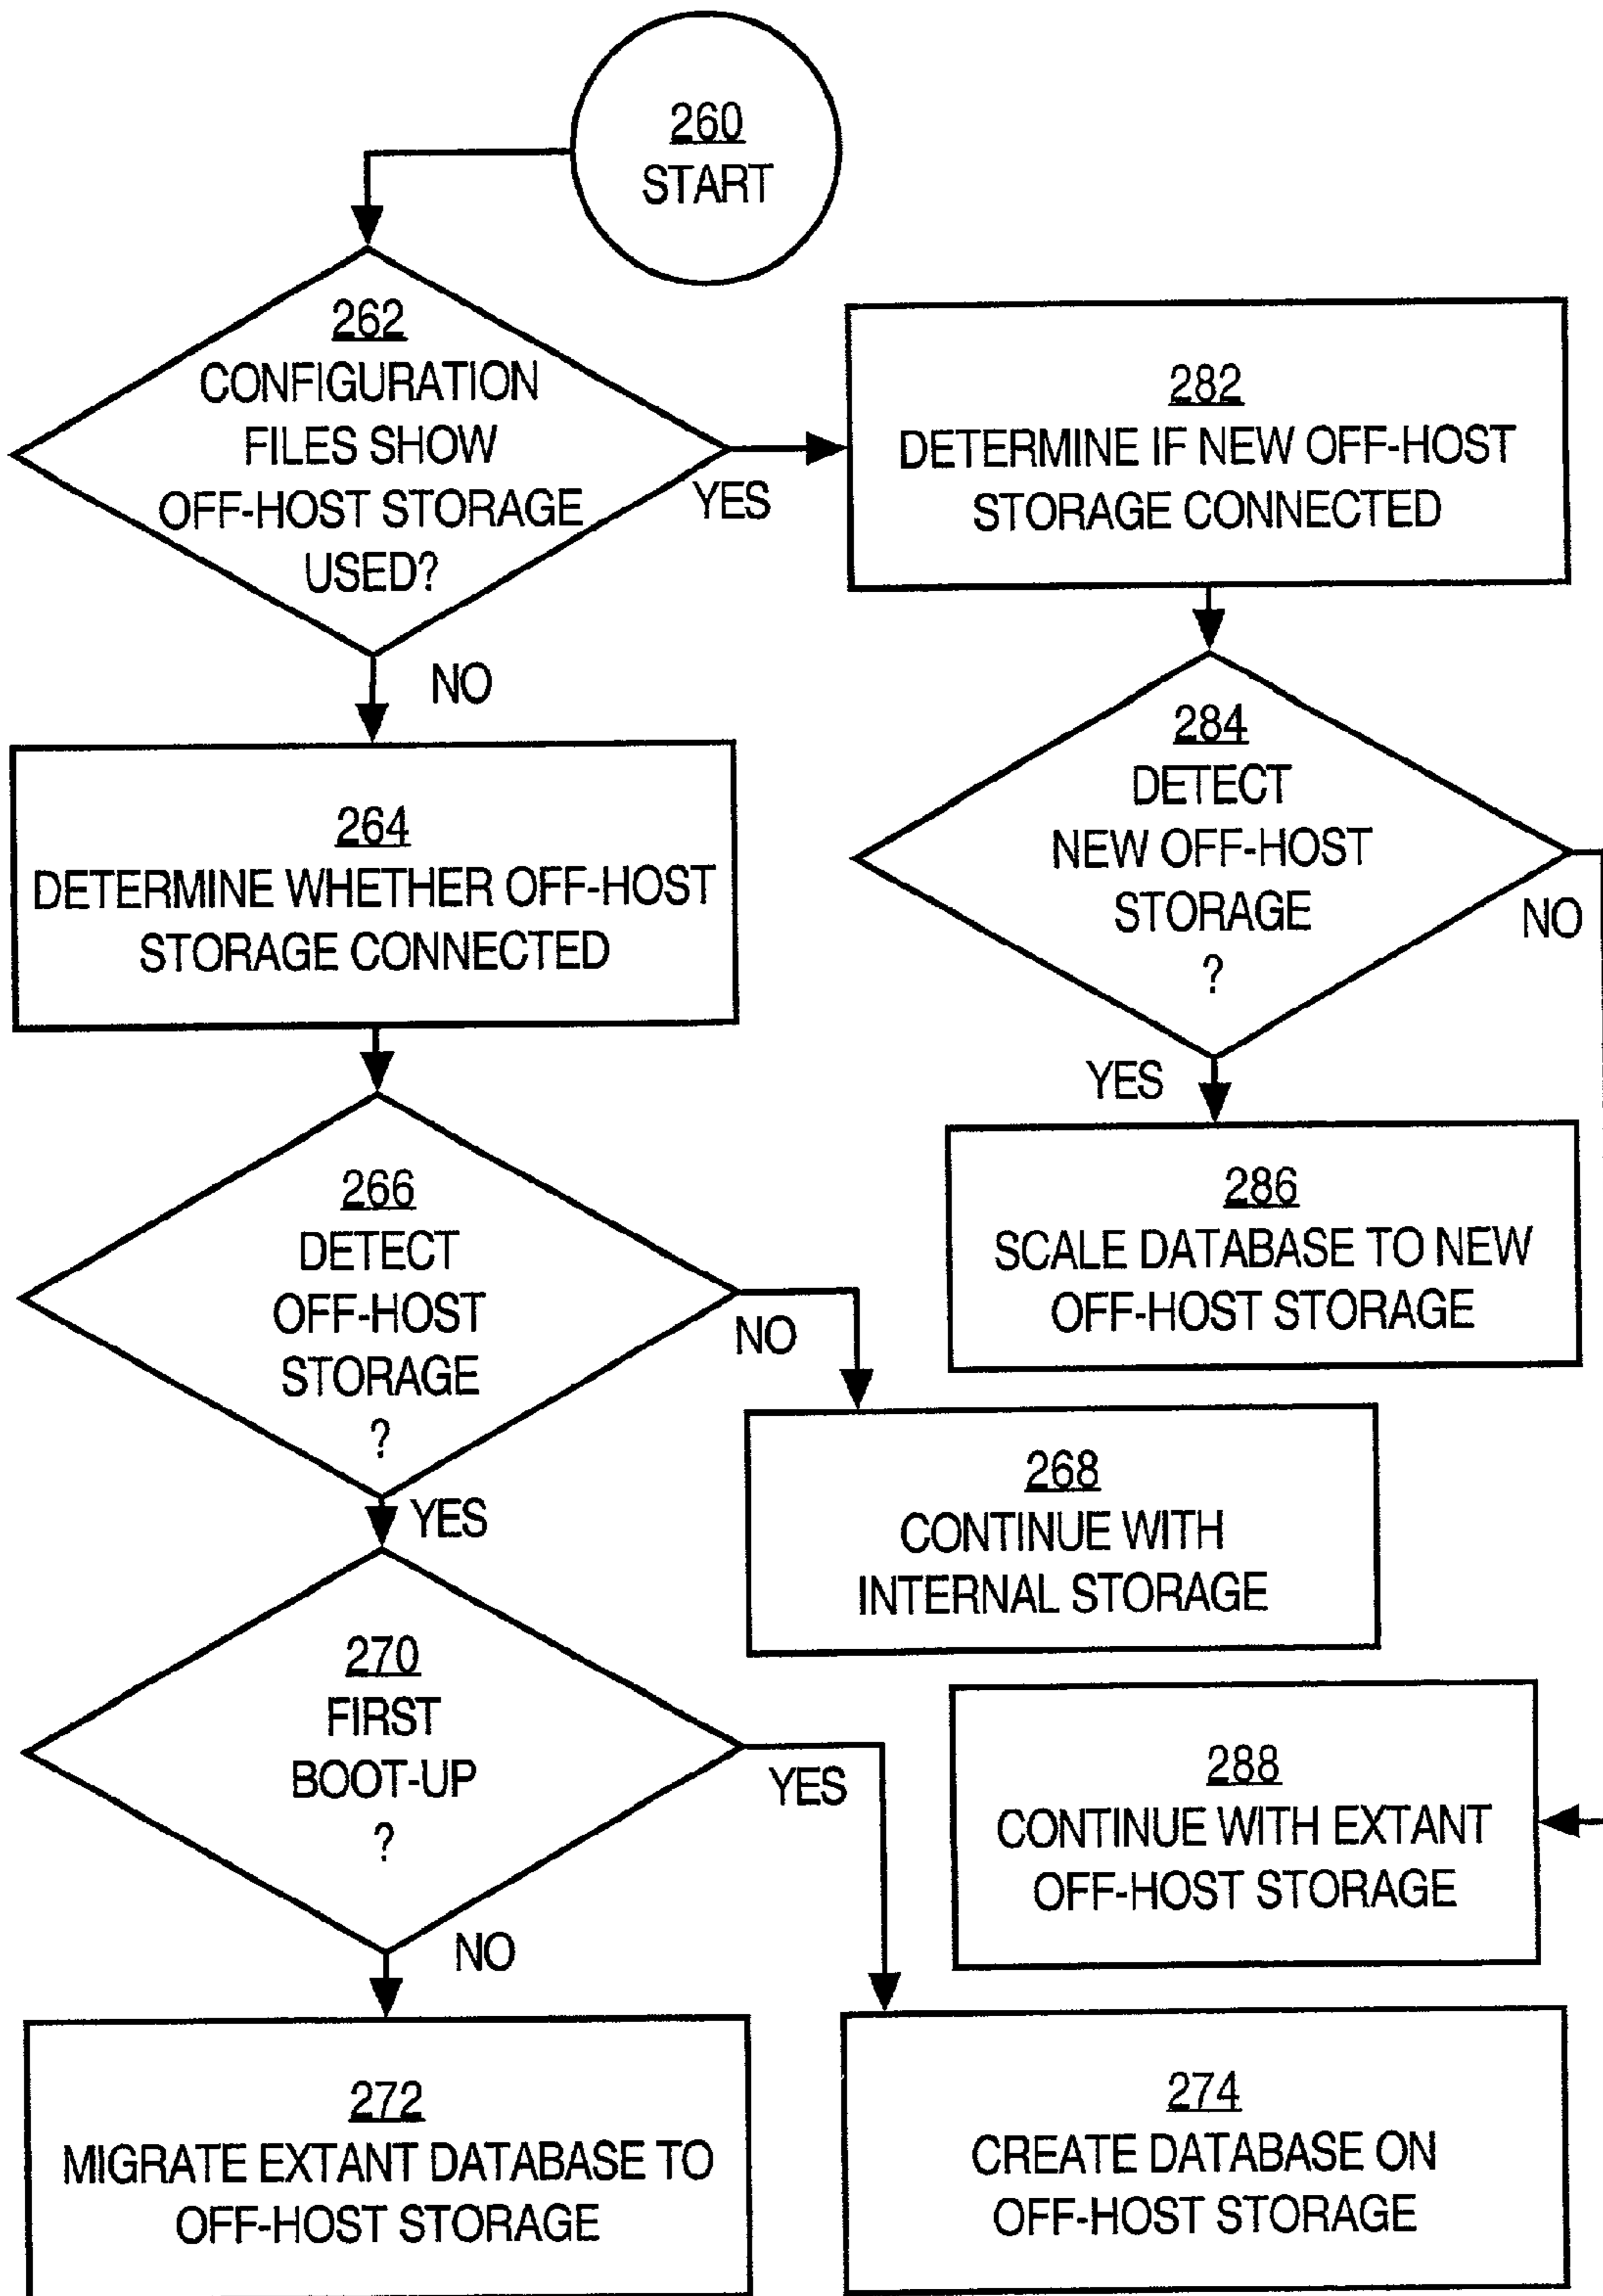 260
START
262
CONFIGURATION
FILES SHOW
OFF-HOST STORAGE
USED?
YES
NO
282
DETERMINE IF NEW OFF-HOST
STORAGE CONNECTED
284
DETECT
NEW OFF-HOST
STORAGE
?
NO
YES
286
SCALE DATABASE TO NEW
OFF-HOST STORAGE
264
DETERMINE WHETHER OFF-HOST
STORAGE CONNECTED
266
DETECT
OFF-HOST
STORAGE
?
NO
YES
268
CONTINUE WITH
INTERNAL STORAGE
270
FIRST
BOOT-UP
?
YES
NO
288
CONTINUE WITH EXTANT
OFF-HOST STORAGE
272
MIGRATE EXTANT DATABASE TO
OFF-HOST STORAGE
274
CREATE DATABASE ON
OFF-HOST STORAGE